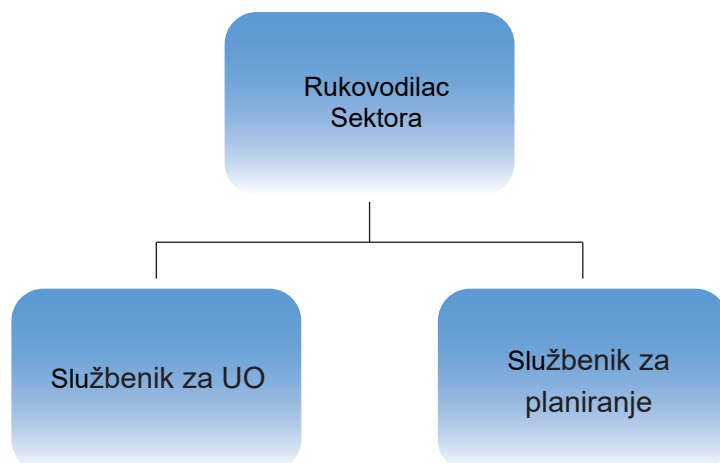 Rukovodilac
Sektora
Službenik za UO
Službenik za
planiranje